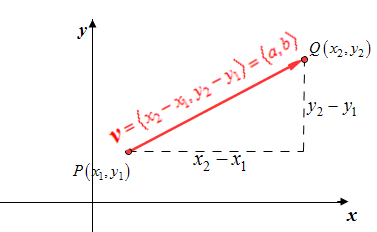 y
Q(x₂, y₂)
v = ⟨x₂ − x₁, y₂ − y₁⟩ = ⟨a, b⟩
y₂ − y₁
P(x₁, y₁)
x₂ − x₁
x